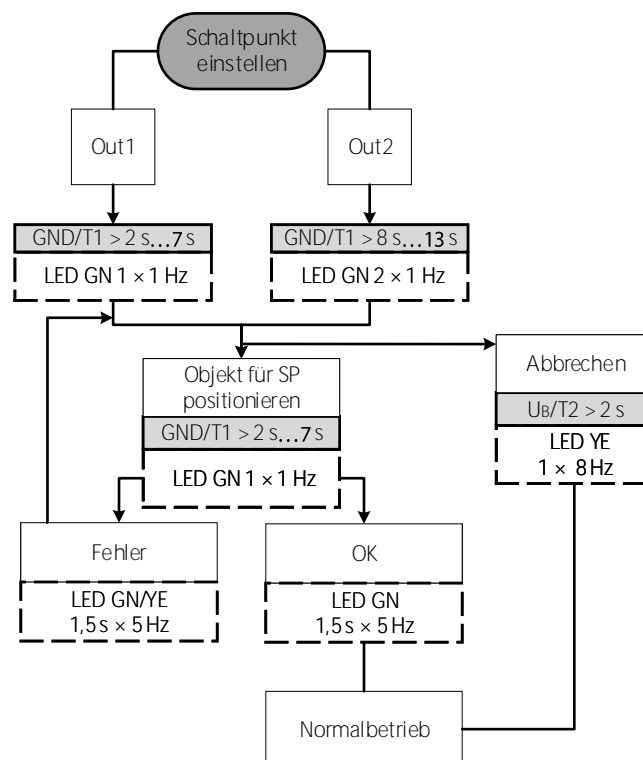 Schaltpunkt
einstellen
Out1
Out2
GND/T1 > 2 s...7 s
LED GN 1 × 1 Hz
GND/T1 > 8 s...13 s
LED GN 2 × 1 Hz
Objekt für SP
positionieren
GND/T1 > 2 s...7 s
LED GN 1 × 1 Hz
Abbrechen
UB/T2 > 2 s
LED YE
1 × 8 Hz
Fehler
LED GN/YE
1,5 s × 5 Hz
OK
LED GN
1,5 s × 5 Hz
Normalbetrieb